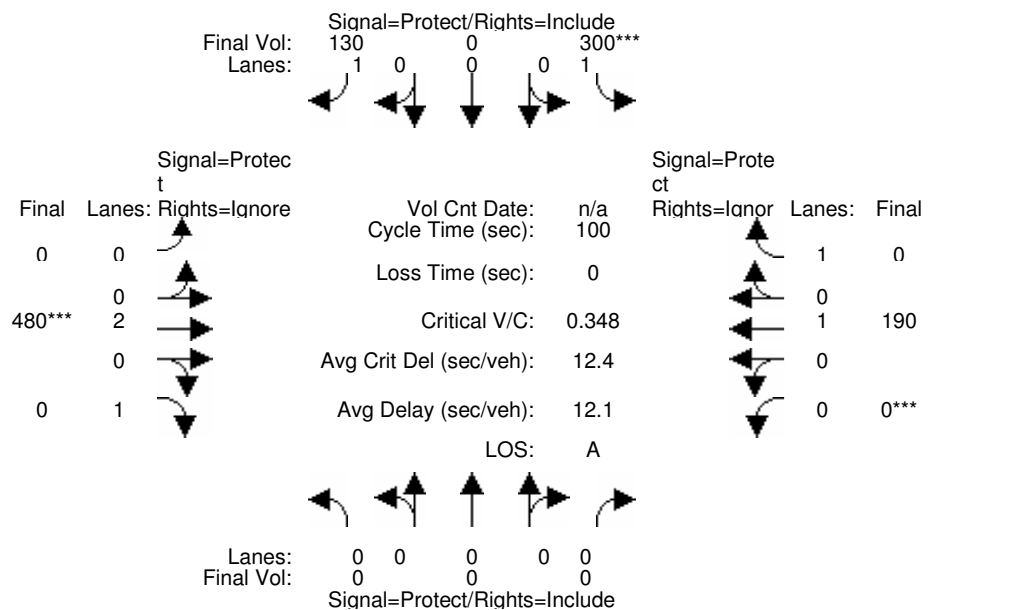 Signal=Protect/Rights=Include
Final Vol: 130 0 300***
Lanes: 1 0 0 0 1
Signal=Protec
t
Signal=Prote
ct
Final Lanes: Rights=Ignore Vol Cnt Date: n/a Rights=Ignor Lanes: Final
Cycle Time (sec): 100
0 0 1 0
Loss Time (sec): 0
0 0
480*** 2 Critical V/C: 0.348 1 190
0 Avg Crit Del (sec/veh): 12.4 0
0 1 Avg Delay (sec/veh): 12.1 0 0***
LOS: A
Lanes: 0 0 0 0 0
Final Vol: 0 0 0
Signal=Protect/Rights=Include